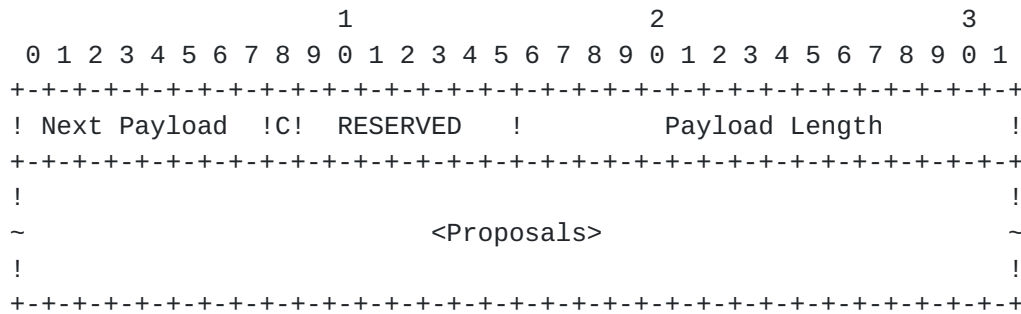 1                   2                   3
 0 1 2 3 4 5 6 7 8 9 0 1 2 3 4 5 6 7 8 9 0 1 2 3 4 5 6 7 8 9 0 1
+-+-+-+-+-+-+-+-+-+-+-+-+-+-+-+-+-+-+-+-+-+-+-+-+-+-+-+-+-+-+-+-+
! Next Payload  !C!  RESERVED   !         Payload Length        !
+-+-+-+-+-+-+-+-+-+-+-+-+-+-+-+-+-+-+-+-+-+-+-+-+-+-+-+-+-+-+-+-+
!                                                               !
~                          <Proposals>                          ~
!                                                               !
+-+-+-+-+-+-+-+-+-+-+-+-+-+-+-+-+-+-+-+-+-+-+-+-+-+-+-+-+-+-+-+-+